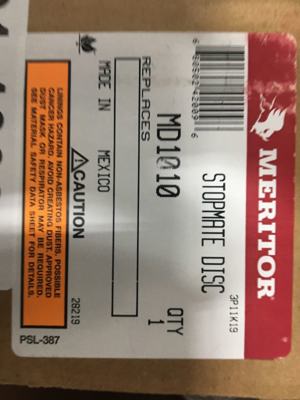 MERITOR
STOPMATE DISC
3P11K19
MD1010
QTY
1
REPLACES
MADE IN MEXICO
⚠CAUTION
LININGS CONTAIN NON-ASBESTOS FIBERS. POSSIBLE
CANCER HAZARD. AVOID CREATING DUST. APPROVED
DUST MASK OR RESPIRATOR MAY BE REQUIRED.
SEE MATERIAL SAFETY DATA SHEET FOR DETAILS.
28219
PSL-387